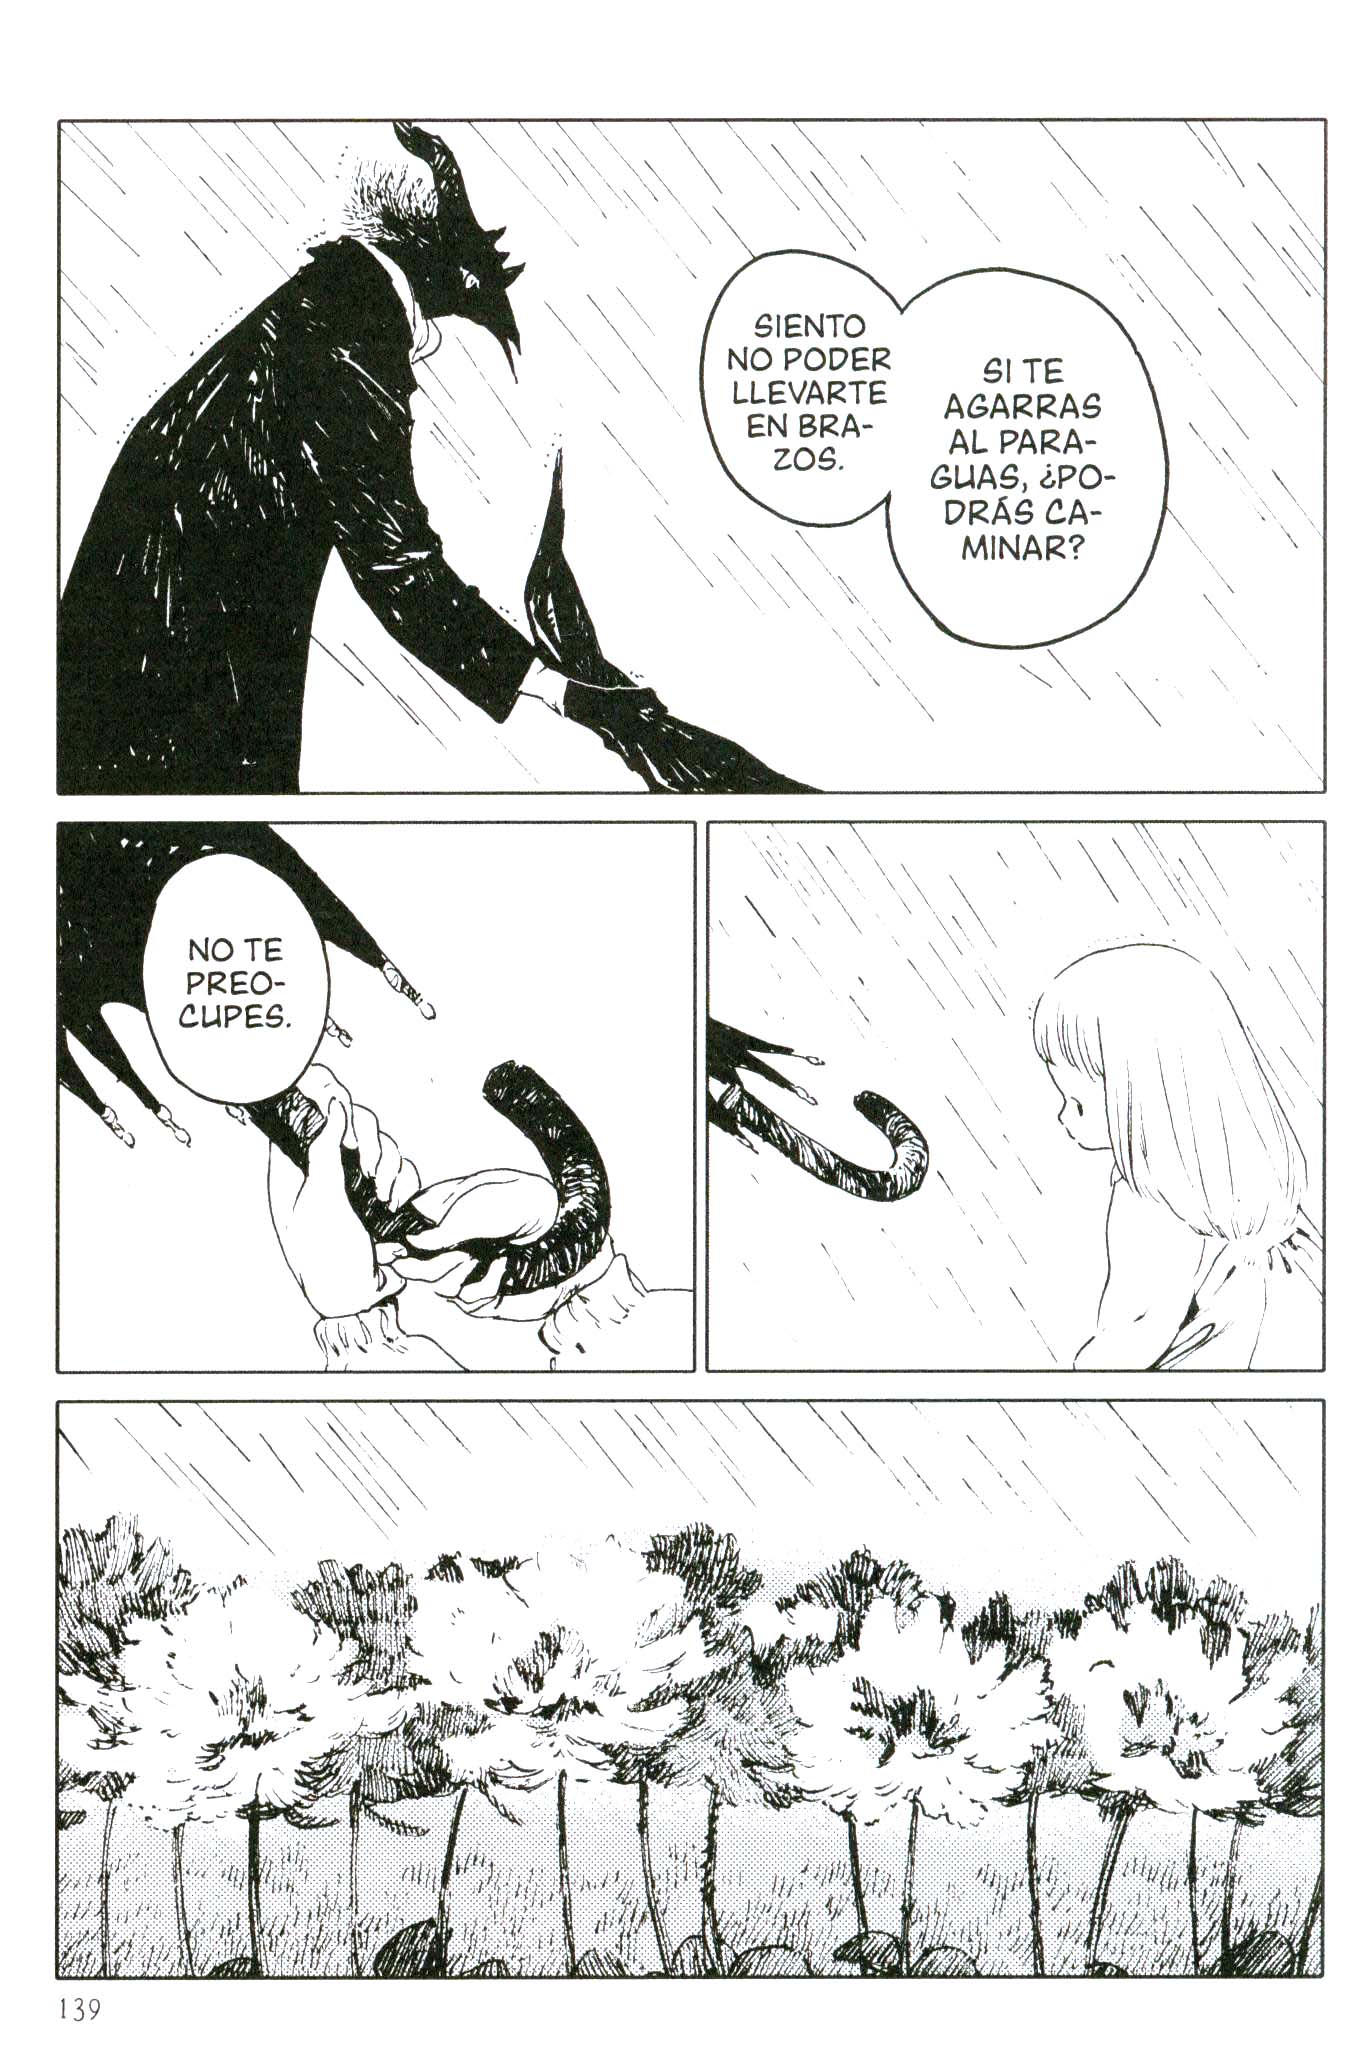 SI TE
AGARRAS
AL PARA-
GUAS, ¿PO-
DRÁS CA-
MINAR?
SIENTO
NO PODER
LLEVARTE
EN BRA-
ZOS.
NO TE
PREO-
CUPES.
139